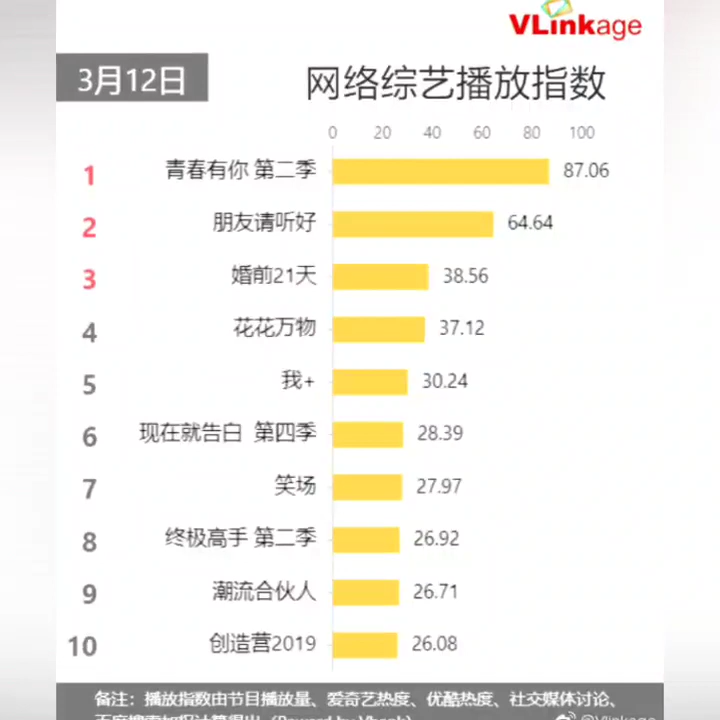 VLinkage
3月12日
网络综艺播放指数
0 20 40 60 80 100
1 青春有你 第二季 87.06
2 朋友请听好 64.64
3 婚前21天 38.56
4 花花万物 37.12
5 我+ 30.24
6 现在就告白 第四季 28.39
7 笑场 27.97
8 终极高手 第二季 26.92
9 潮流合伙人 26.71
10 创造营2019 26.08
备注：播放指数由节目播放量、爱奇艺热度、优酷热度、社交媒体讨论、
@Vlinkage